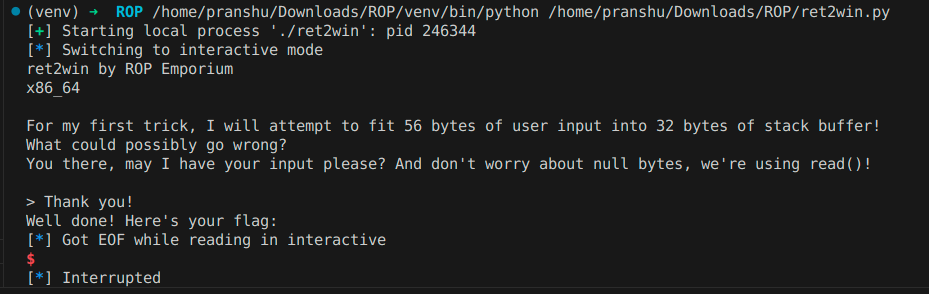 (venv) → ROP /home/pranshu/Downloads/ROP/venv/bin/python /home/pranshu/Downloads/ROP/ret2win.py
[+] Starting local process './ret2win': pid 246344
[*] Switching to interactive mode
ret2win by ROP Emporium
x86_64
For my first trick, I will attempt to fit 56 bytes of user input into 32 bytes of stack buffer!
What could possibly go wrong?
You there, may I have your input please? And don't worry about null bytes, we're using read()!
> Thank you!
Well done! Here's your flag:
[*] Got EOF while reading in interactive
$
[*] Interrupted